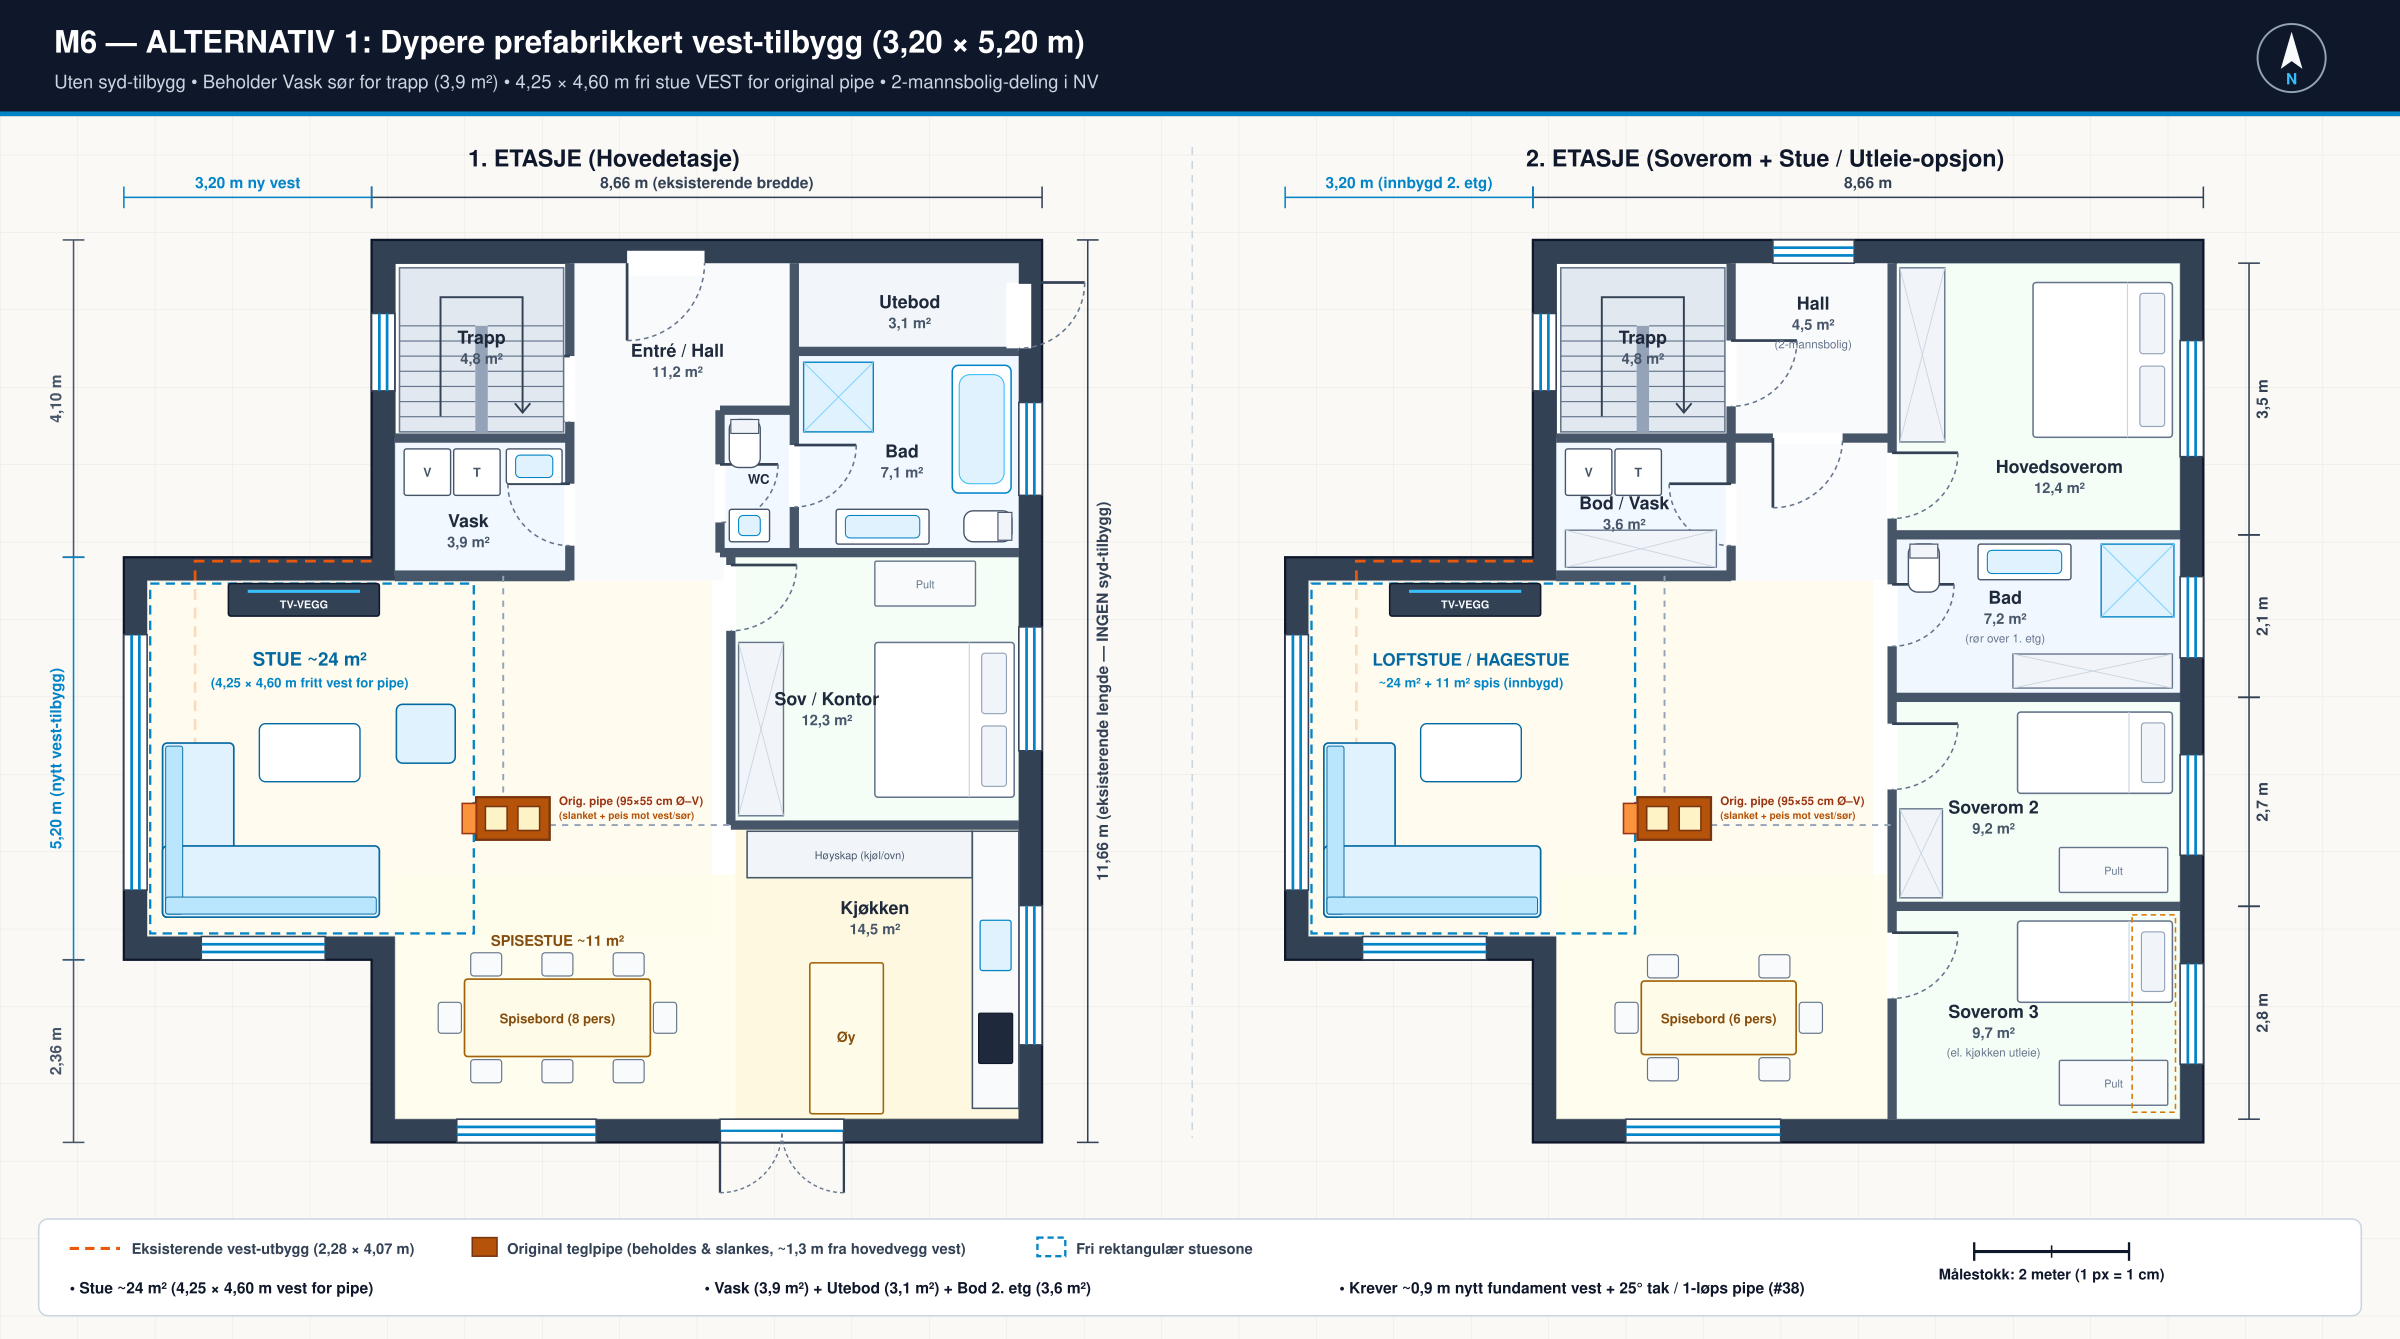 M6 — ALTERNATIV 1: Dypere prefabrikkert vest-tilbygg (3,20 × 5,20 m)
Uten syd-tilbygg • Beholder Vask sør for trapp (3,9 m²) • 4,25 × 4,60 m fri stue VEST for original pipe • 2-mannsbolig-deling i NV
N
1. ETASJE (Hovedetasje)
3,20 m ny vest
8,66 m (eksisterende bredde)
4,10 m
5,20 m (nytt vest-tilbygg)
2,36 m
Trapp
4,8 m²
Entré / Hall
11,2 m²
Utebod
3,1 m²
Bad
7,1 m²
WC
V
T
Vask
3,9 m²
TV-VEGG
STUE ~24 m²
(4,25 × 4,60 m fritt vest for pipe)
Pult
Sov / Kontor
12,3 m²
Orig. pipe (95×55 cm Ø–V)
(slanket + peis mot vest/sør)
Høyskap (kjøl/ovn)
Kjøkken
14,5 m²
SPISESTUE ~11 m²
Spisebord (8 pers)
Øy
11,66 m (eksisterende lengde — INGEN syd-tilbygg)
2. ETASJE (Soverom + Stue / Utleie-opsjon)
3,20 m (innbygd 2. etg)
8,66 m
Trapp
4,8 m²
Hall
4,5 m²
(2-mannsbolig)
Hovedsoverom
12,4 m²
V
T
Bod / Vask
3,6 m²
Bad
7,2 m²
(rør over 1. etg)
TV-VEGG
LOFTSTUE / HAGESTUE
~24 m² + 11 m² spis (innbygd)
Orig. pipe (95×55 cm Ø–V)
(slanket + peis mot vest/sør)
Soverom 2
9,2 m²
Pult
Soverom 3
9,7 m²
(el. kjøkken utleie)
Pult
Spisebord (6 pers)
3,5 m
2,1 m
2,7 m
2,8 m
Eksisterende vest-utbygg (2,28 × 4,07 m)
Original teglpipe (beholdes & slankes, ~1,3 m fra hovedvegg vest)
Fri rektangulær stuesone
Målestokk: 2 meter (1 px = 1 cm)
• Stue ~24 m² (4,25 × 4,60 m vest for pipe)
• Vask (3,9 m²) + Utebod (3,1 m²) + Bod 2. etg (3,6 m²)
• Krever ~0,9 m nytt fundament vest + 25° tak / 1-løps pipe (#38)